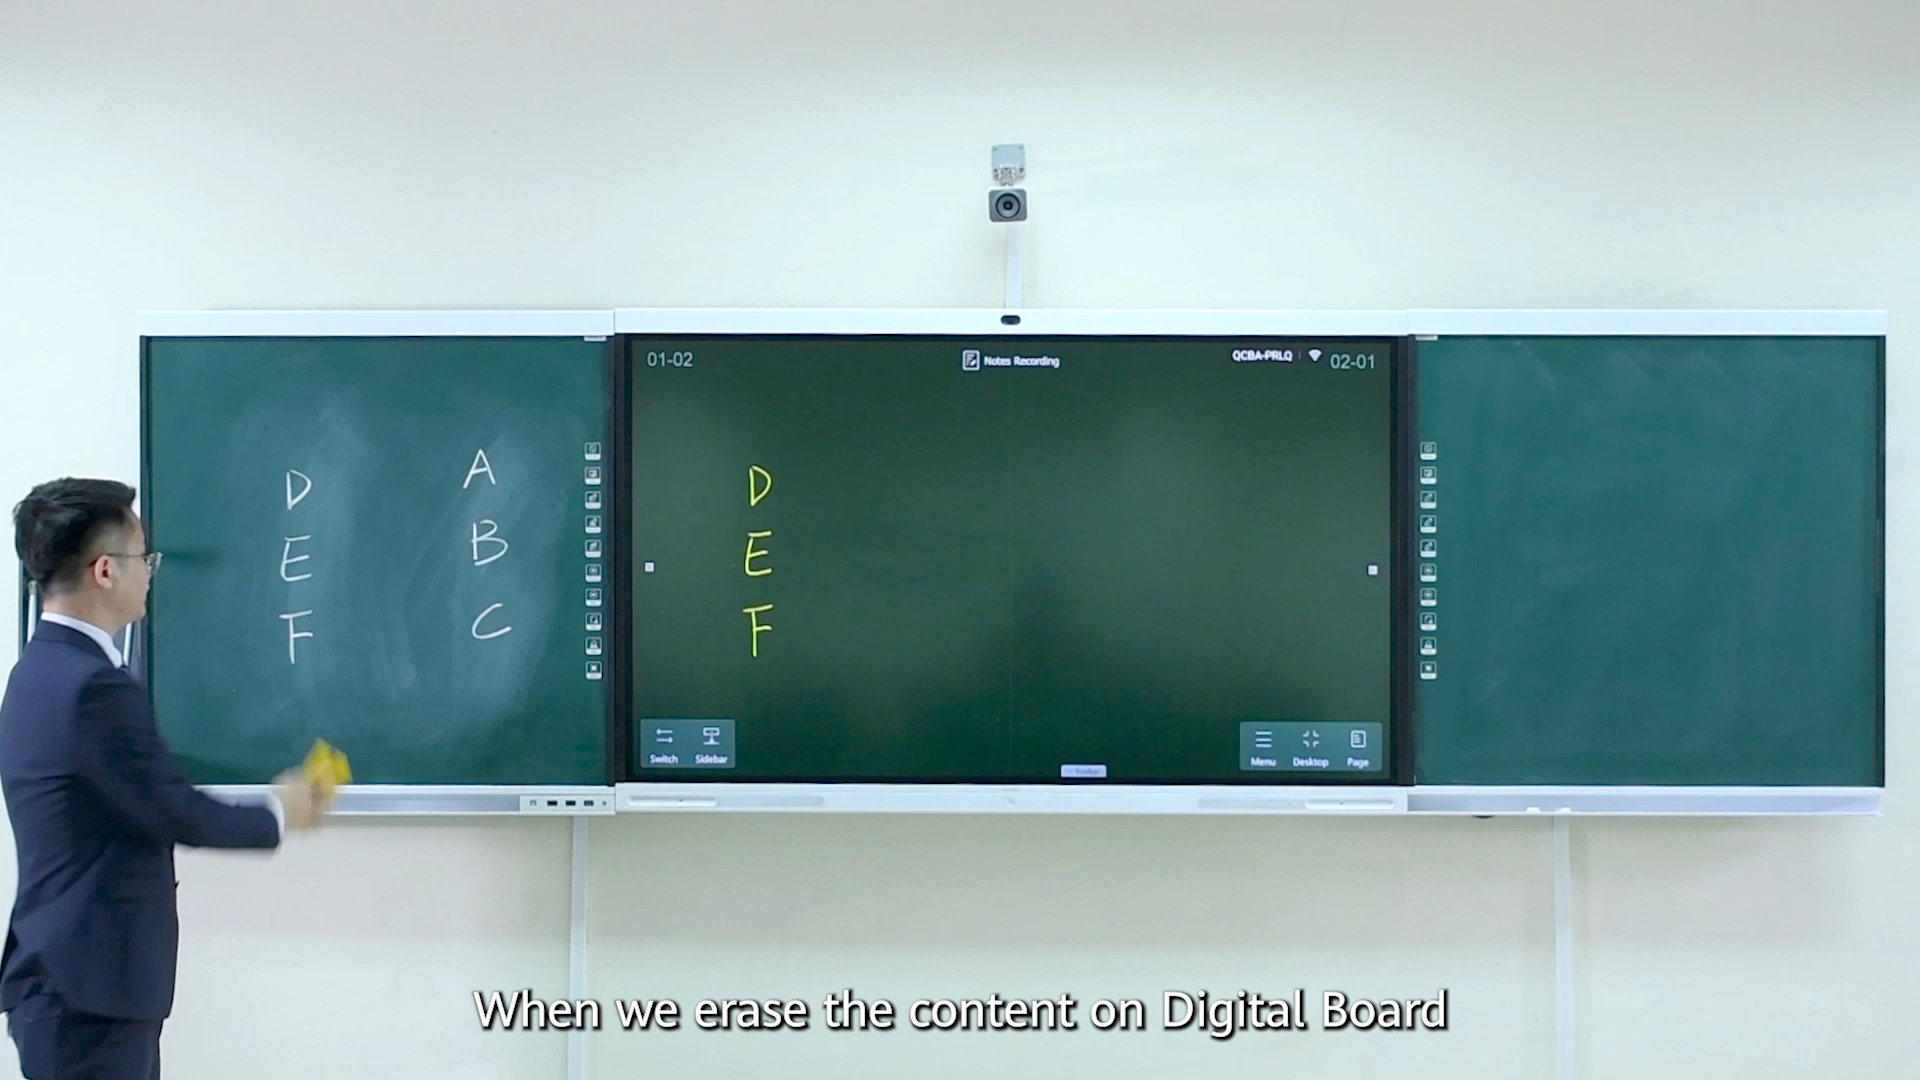 01-02
Notes Recording
QCBA-PRLQ
02-01
D A
E B
F C
D
E
F
Switch Sidebar
Menu Desktop Page
When we erase the content on Digital Board